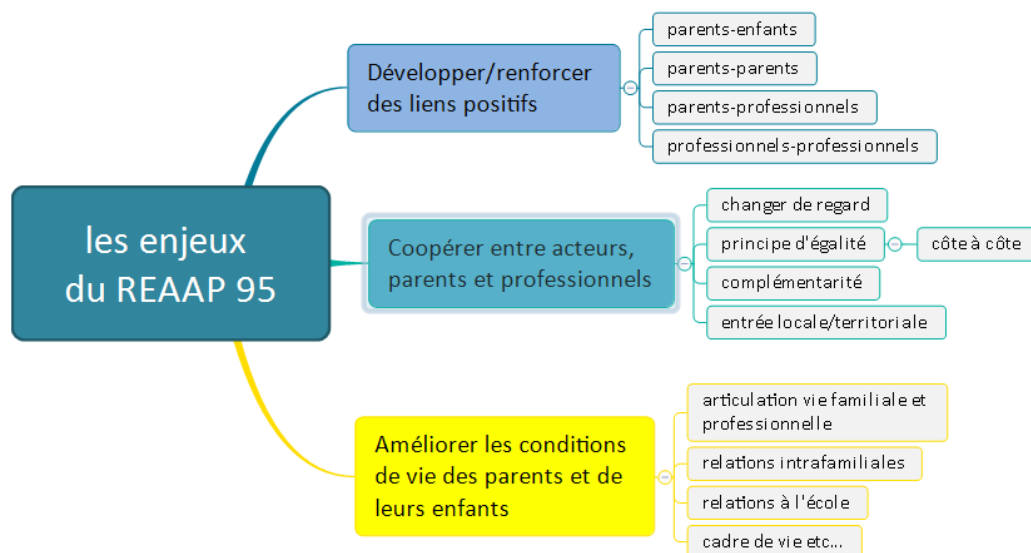 les enjeux
du REAAP 95
Développer/renforcer
des liens positifs
parents-enfants
parents-parents
parents-professionnels
professionnels-professionnels
Coopérer entre acteurs,
parents et professionnels
changer de regard
principe d'égalité
côte à côte
complémentarité
entrée locale/territoriale
Améliorer les conditions
de vie des parents et de
leurs enfants
articulation vie familiale et
professionnelle
relations intrafamiliales
relations à l'école
cadre de vie etc...